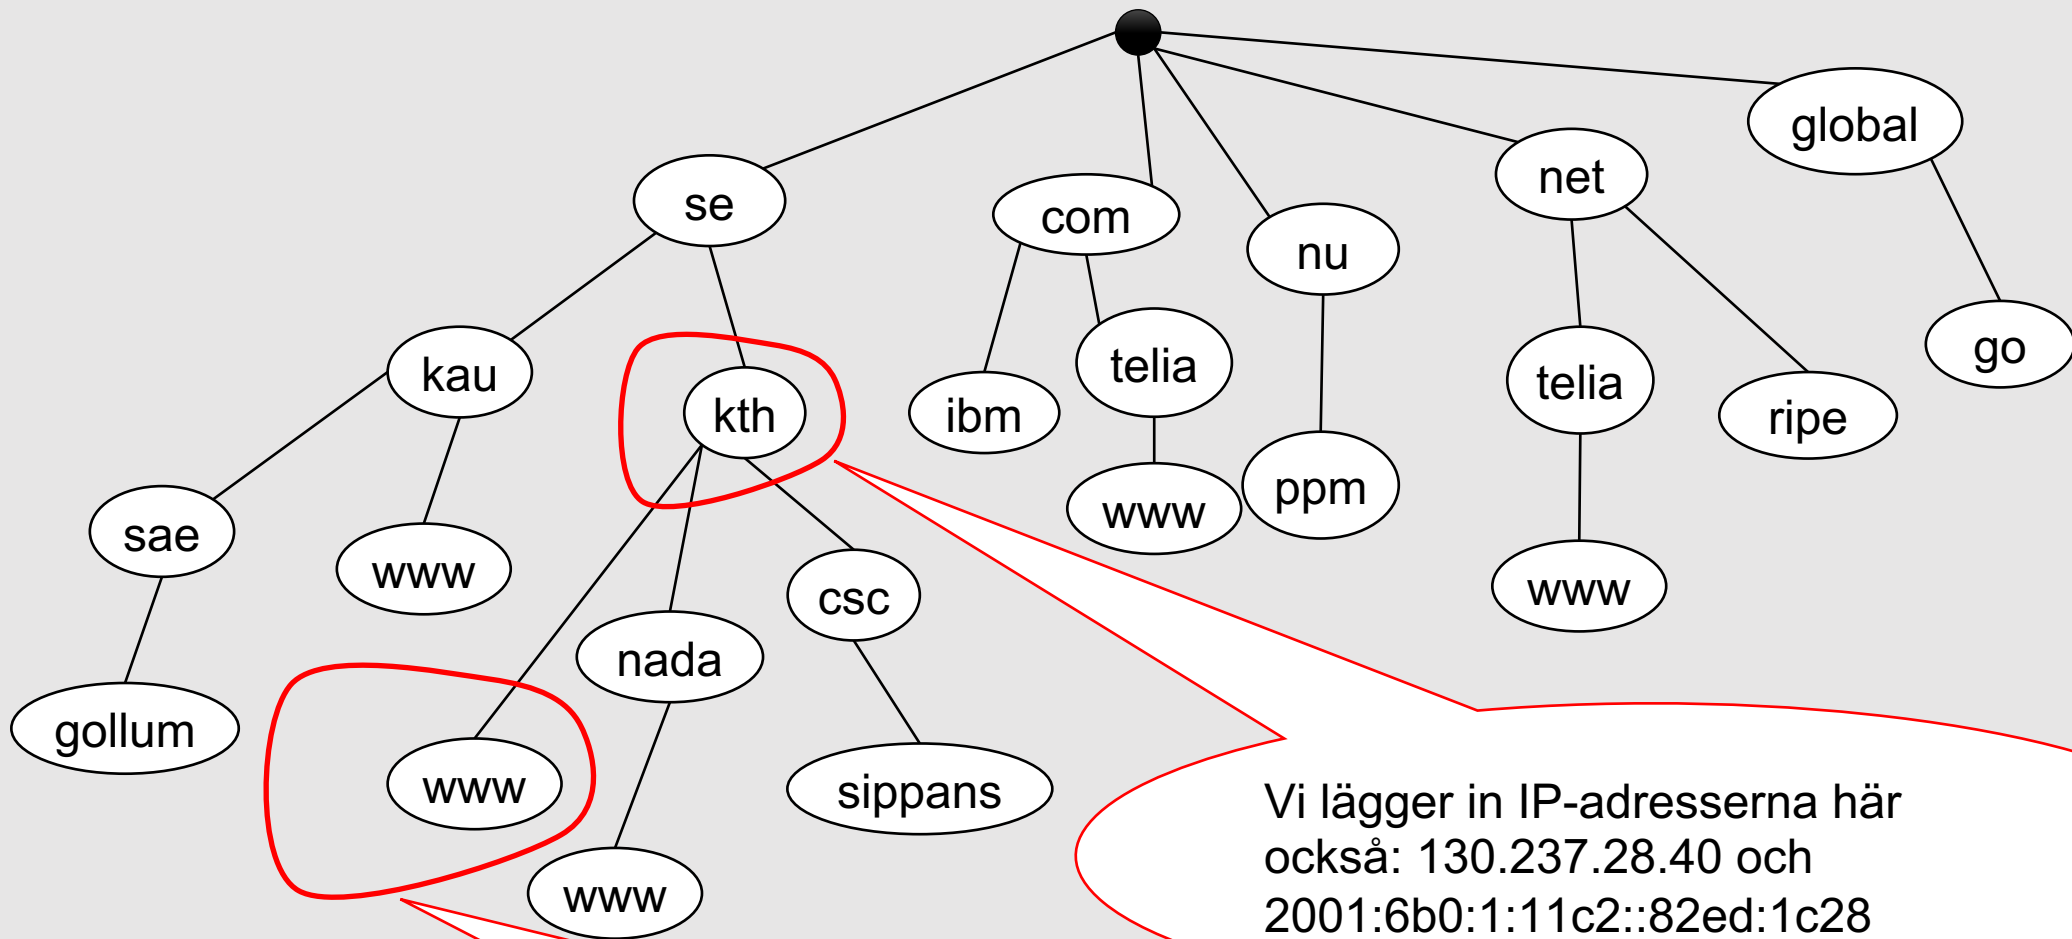 global
net
se
com
nu
go
telia
kau
telia
kth
ibm
ripe
ppm
www
sae
www
www
csc
nada
gollum
www
sippans
www
Vi lägger in IP-adresserna här
också: 130.237.28.40 och
2001:6b0:1:11c2::82ed:1c28